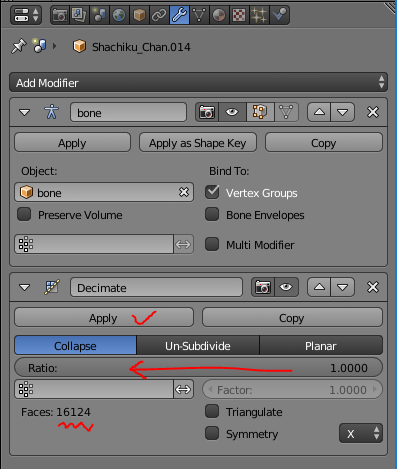 Shachiku_Chan.014
Add Modifier
bone
Apply Apply as Shape Key Copy
Object: Bind To:
bone Vertex Groups
Preserve Volume Bone Envelopes
Multi Modifier
Decimate
Apply Copy
Collapse Un-Subdivide Planar
Ratio: 1.0000
Factor: 1.0000
Faces: 16124 Triangulate
Symmetry X